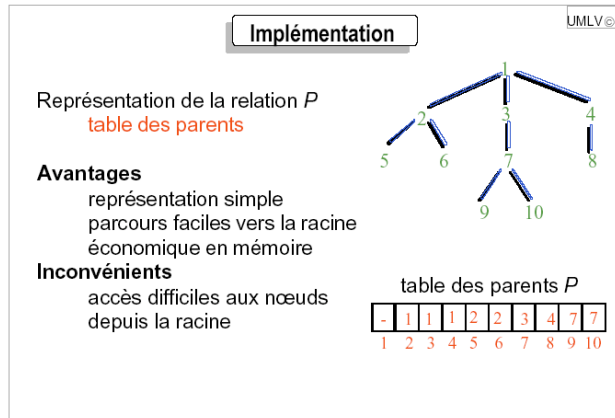 UMLV©
Implémentation
Représentation de la relation P
table des parents
Avantages
représentation simple
parcours faciles vers la racine
économique en mémoire
Inconvénients
accès difficiles aux nœuds
depuis la racine
1
2 3 4
5 6 7 8
9 10
table des parents P
- 1 1 1 2 2 3 4 7 7
1 2 3 4 5 6 7 8 9 10